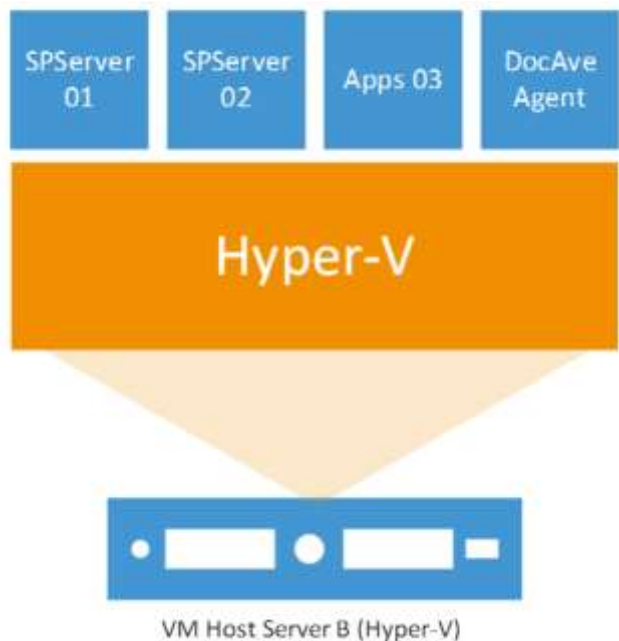 SPServer
01
SPServer
02
Apps 03
DocAve
Agent
Hyper-V
VM Host Server B (Hyper-V)